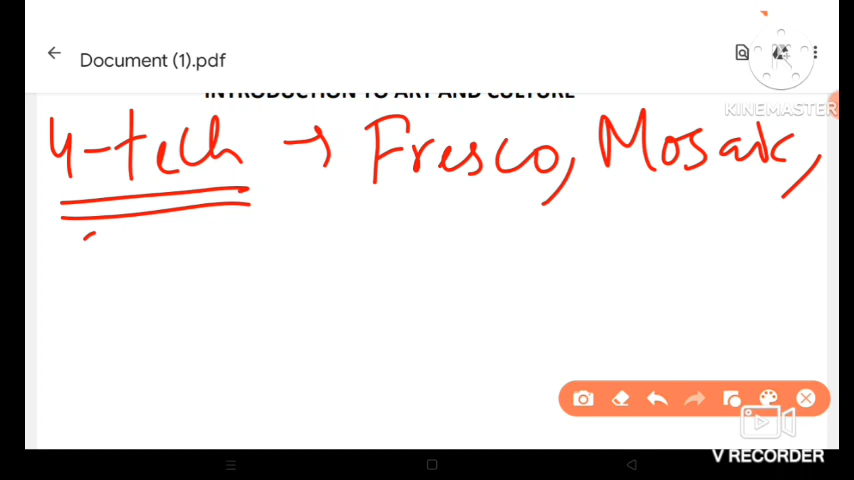 Document (1).pdf
KINEMASTER
INTRODUCTION TO ART AND CULTURE
4-tech → Fresco, Mosaic,
V RECORDER